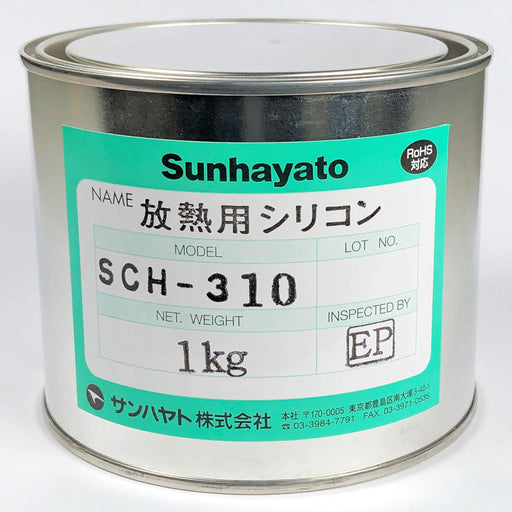 Sunhayato
RoHS
対応
NAME 放熱用シリコン
MODEL
LOT NO.
SCH-310
NET. WEIGHT
INSPECTED BY
1kg
EP
サンハヤト株式会社
本社 〒170-0005 東京都豊島区南大塚3-40-1
☎ 03-3984-7791 FAX. 03-3971-0535